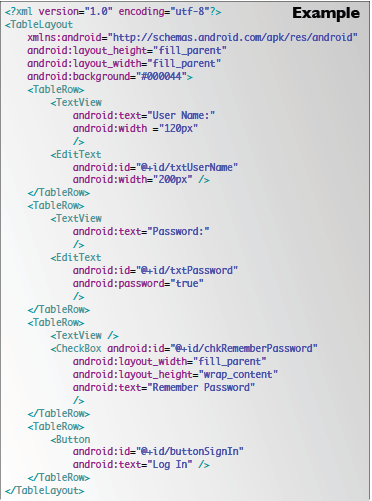 <?xml version="1.0" encoding="utf-8"?> Example
<TableLayout
    xmlns:android="http://schemas.android.com/apk/res/android"
    android:layout_height="fill_parent"
    android:layout_width="fill_parent"
    android:background="#000044">
    <TableRow>
        <TextView
            android:text="User Name:"
            android:width ="120px"
            />
        <EditText
            android:id="@+id/txtUserName"
            android:width="200px" />
    </TableRow>
    <TableRow>
        <TextView
            android:text="Password:"
            />
        <EditText
            android:id="@+id/txtPassword"
            android:password="true"
            />
    </TableRow>
    <TableRow>
        <TextView />
        <CheckBox android:id="@+id/chkRememberPassword"
            android:layout_width="fill_parent"
            android:layout_height="wrap_content"
            android:text="Remember Password"
            />
    </TableRow>
    <TableRow>
        <Button
            android:id="@+id/buttonSignIn"
            android:text="Log In" />
    </TableRow>
</TableLayout>